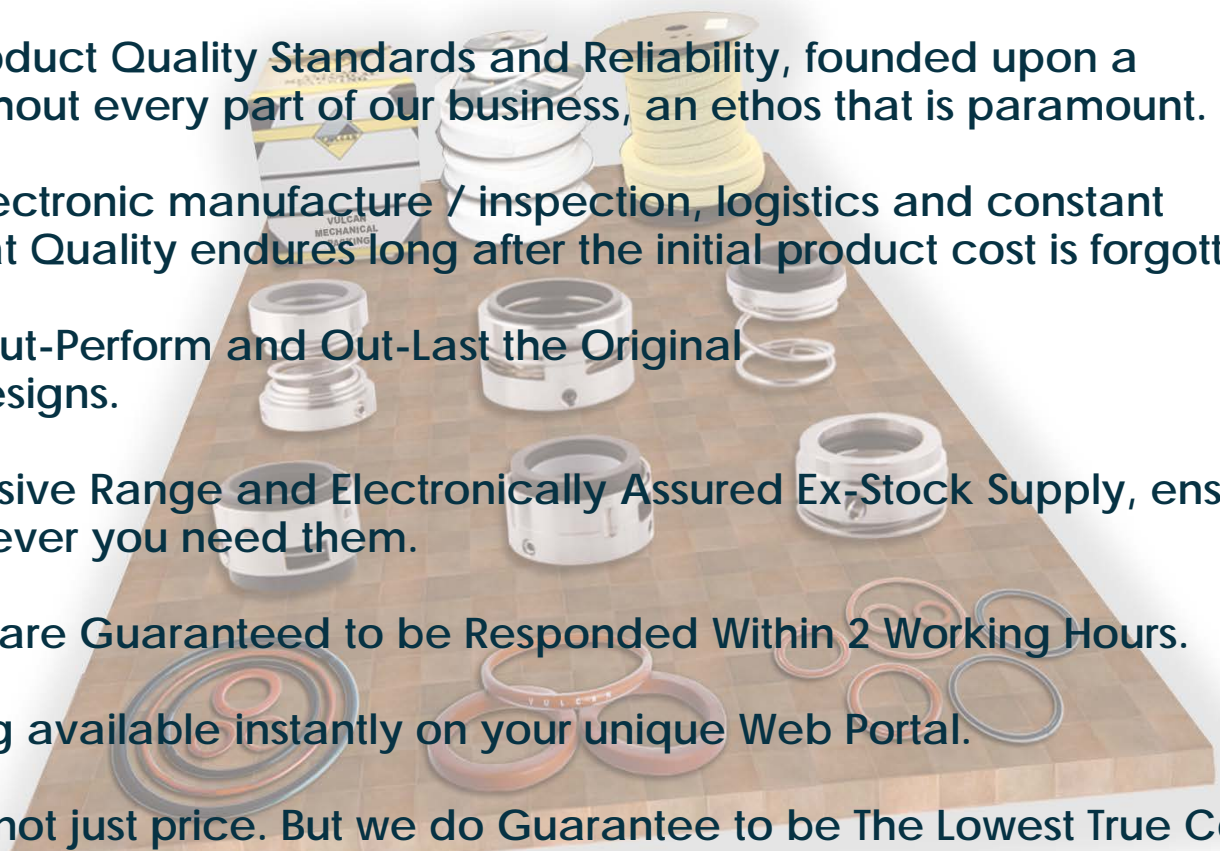 oduct Quality Standards and Reliability, founded upon a
hout every part of our business, an ethos that is paramount.
ectronic manufacture / inspection, logistics and constant
VULCAN
MECHANICAL
PACKING
at Quality endures long after the initial product cost is forgott
ut-Perform and Out-Last the Original
esigns.
sive Range and Electronically Assured Ex-Stock Supply, ens
ever you need them.
are Guaranteed to be Responded Within 2 Working Hours.
VULCAN
g available instantly on your unique Web Portal.
not just price. But we do Guarantee to be The Lowest True Co